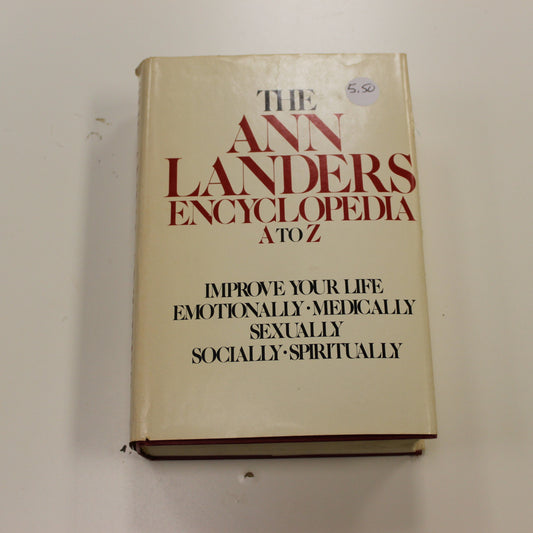 5.50
THE
ANN
LANDERS
ENCYCLOPEDIA
A TO Z
IMPROVE YOUR LIFE
EMOTIONALLY • MEDICALLY
SEXUALLY
SOCIALLY • SPIRITUALLY